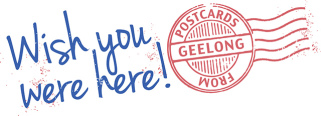 Wish you
were here!
POSTCARDS
GEELONG
FROM